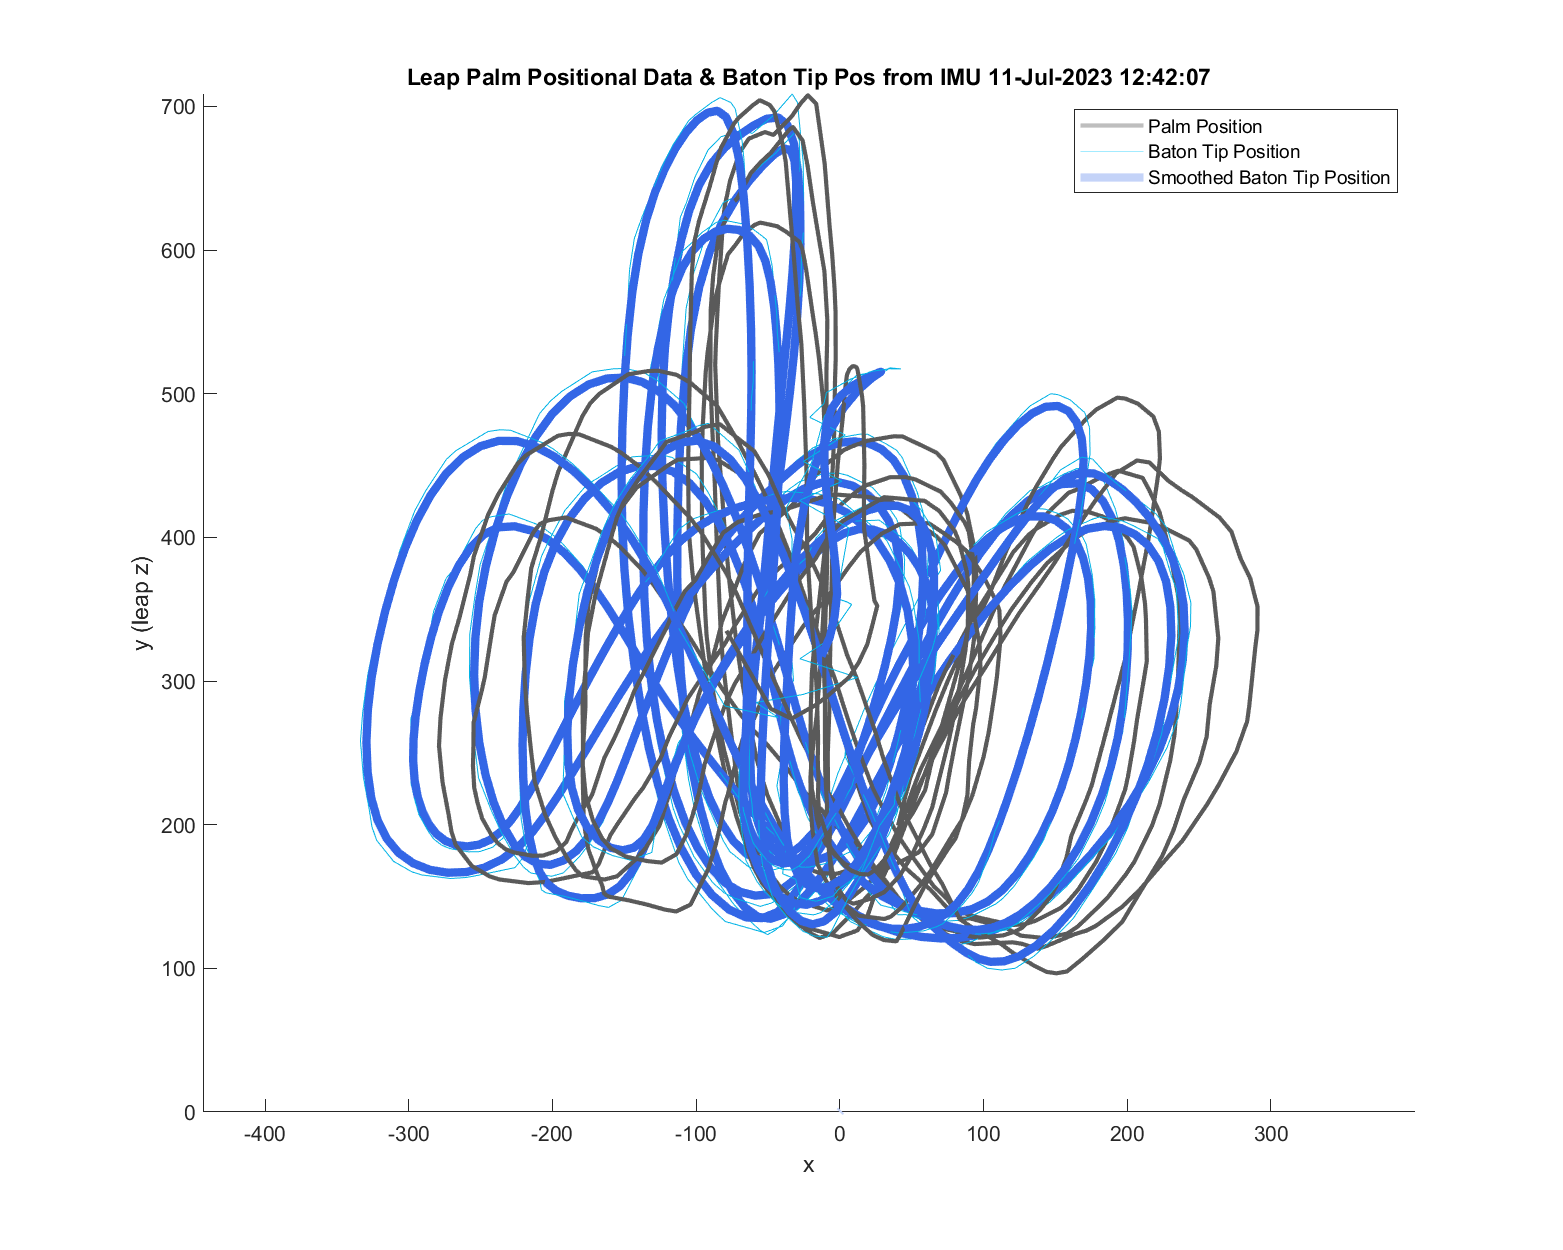 Leap Palm Positional Data & Baton Tip Pos from IMU 11-Jul-2023 12:42:07
Palm Position
Baton Tip Position
Smoothed Baton Tip Position
y (leap z)
700
600
500
400
300
200
100
0
-400 -300 -200 -100 0 100 200 300
x